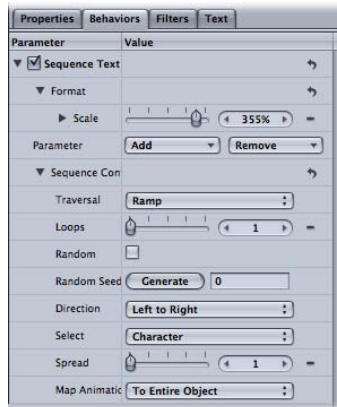 Properties Behaviors Filters Text
Parameter Value
Sequence Text
Format
Scale 355%
Parameter Add Remove
Sequence Con
Traversal Ramp
Loops 1
Random
Random Seed Generate 0
Direction Left to Right
Select Character
Spread 1
Map Animatic To Entire Object